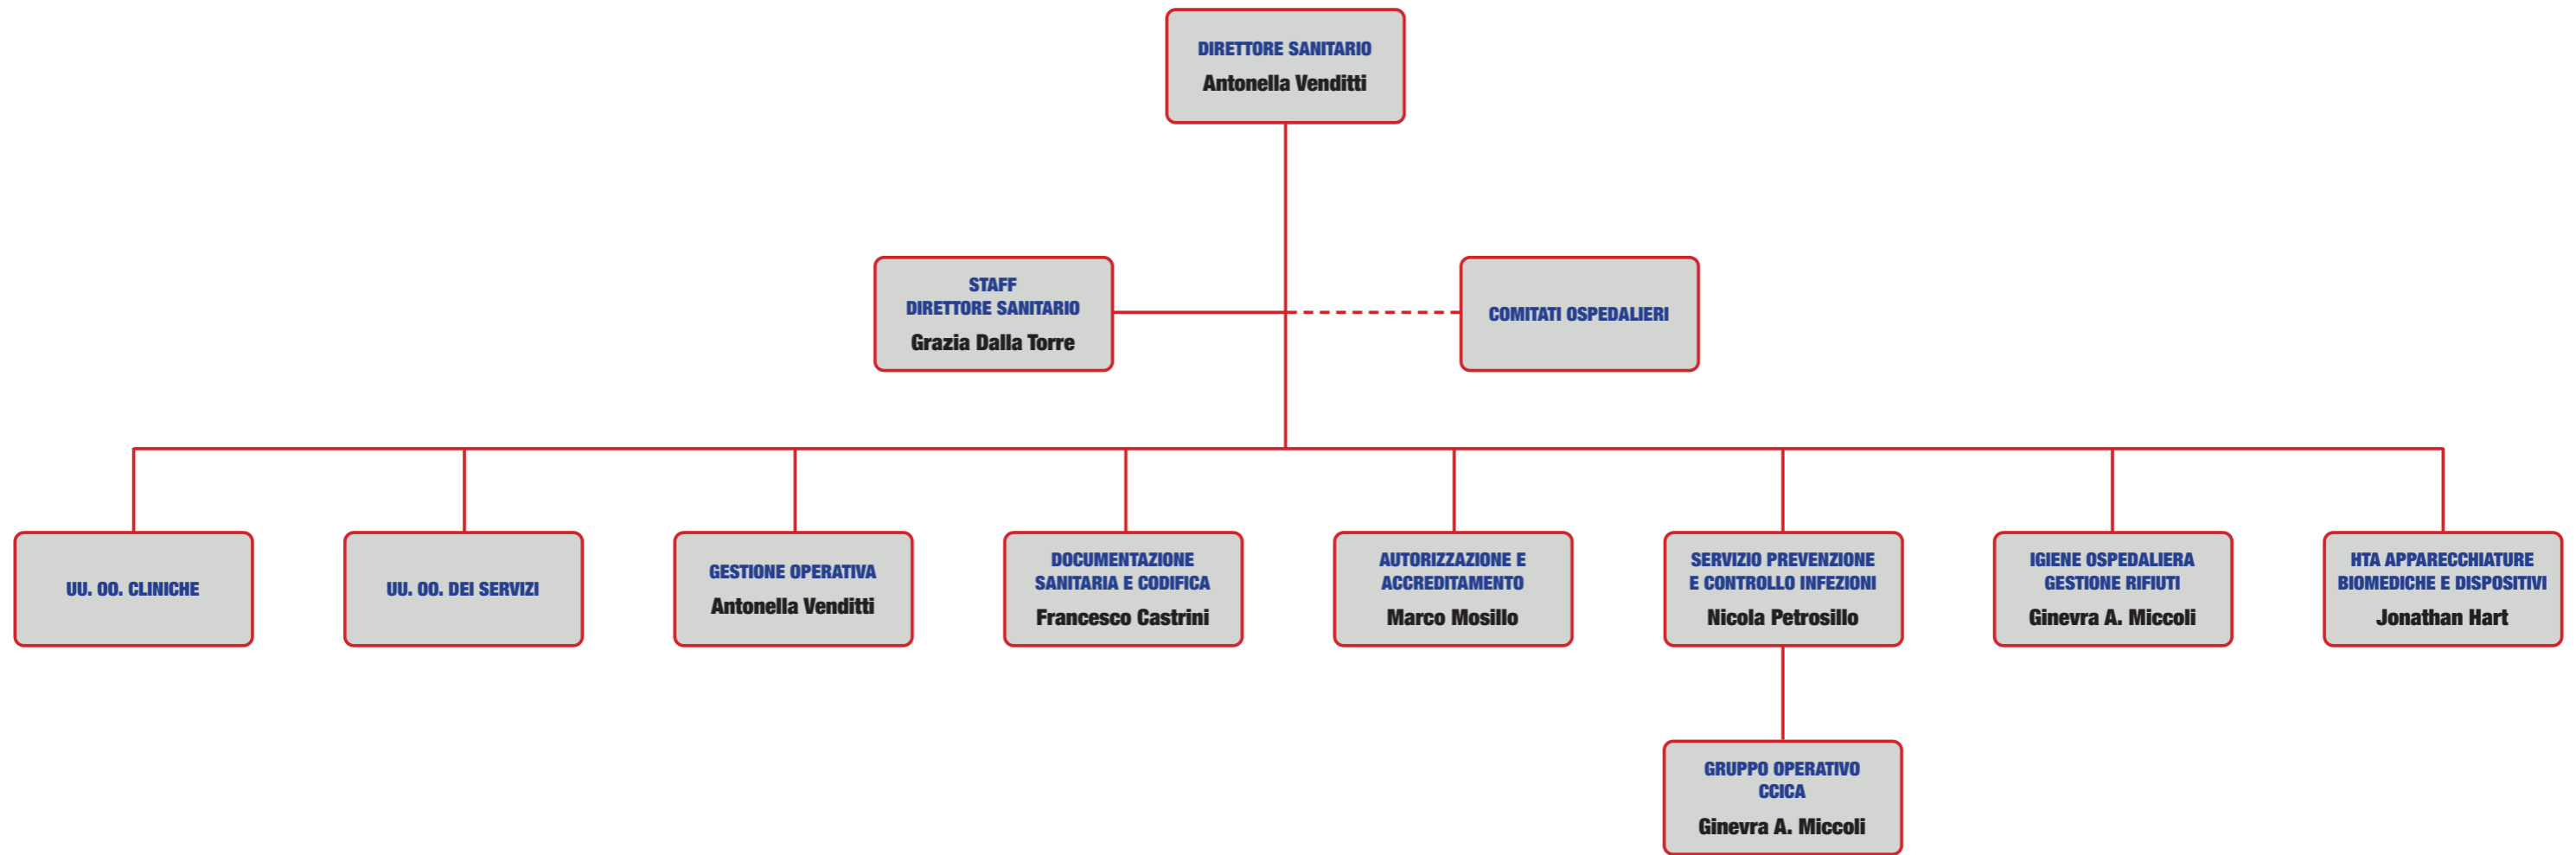 DIRETTORE SANITARIO
Antonella Venditti
STAFF
DIRETTORE SANITARIO
Grazia Dalla Torre
COMITATI OSPEDALIERI
UU. OO. CLINICHE
UU. OO. DEI SERVIZI
GESTIONE OPERATIVA
Antonella Venditti
DOCUMENTAZIONE
SANITARIA E CODIFICA
Francesco Castrini
AUTORIZZAZIONE E
ACCREDITAMENTO
Marco Mosillo
SERVIZIO PREVENZIONE
E CONTROLLO INFEZIONI
Nicola Petrosillo
IGIENE OSPEDALIERA
GESTIONE RIFIUTI
Ginevra A. Miccoli
HTA APPARECCHIATURE
BIOMEDICHE E DISPOSITIVI
Jonathan Hart
GRUPPO OPERATIVO
CCICA
Ginevra A. Miccoli